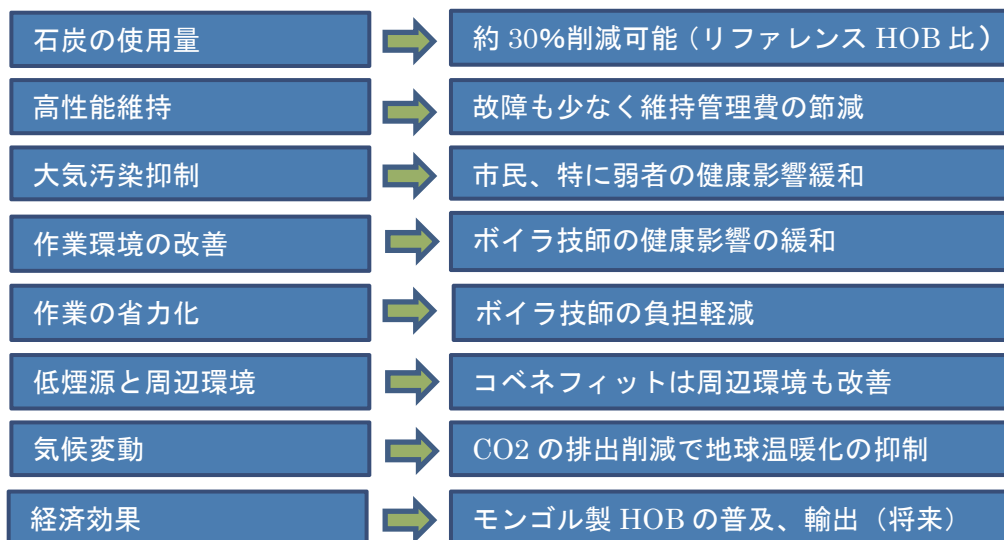 石炭の使用量
約 30%削減可能（リファレンス HOB 比）
高性能維持
故障も少なく維持管理費の節減
大気汚染抑制
市民、特に弱者の健康影響緩和
作業環境の改善
ボイラ技師の健康影響の緩和
作業の省力化
ボイラ技師の負担軽減
低煙源と周辺環境
コベネフィットは周辺環境も改善
気候変動
CO2 の排出削減で地球温暖化の抑制
経済効果
モンゴル製 HOB の普及、輸出（将来）